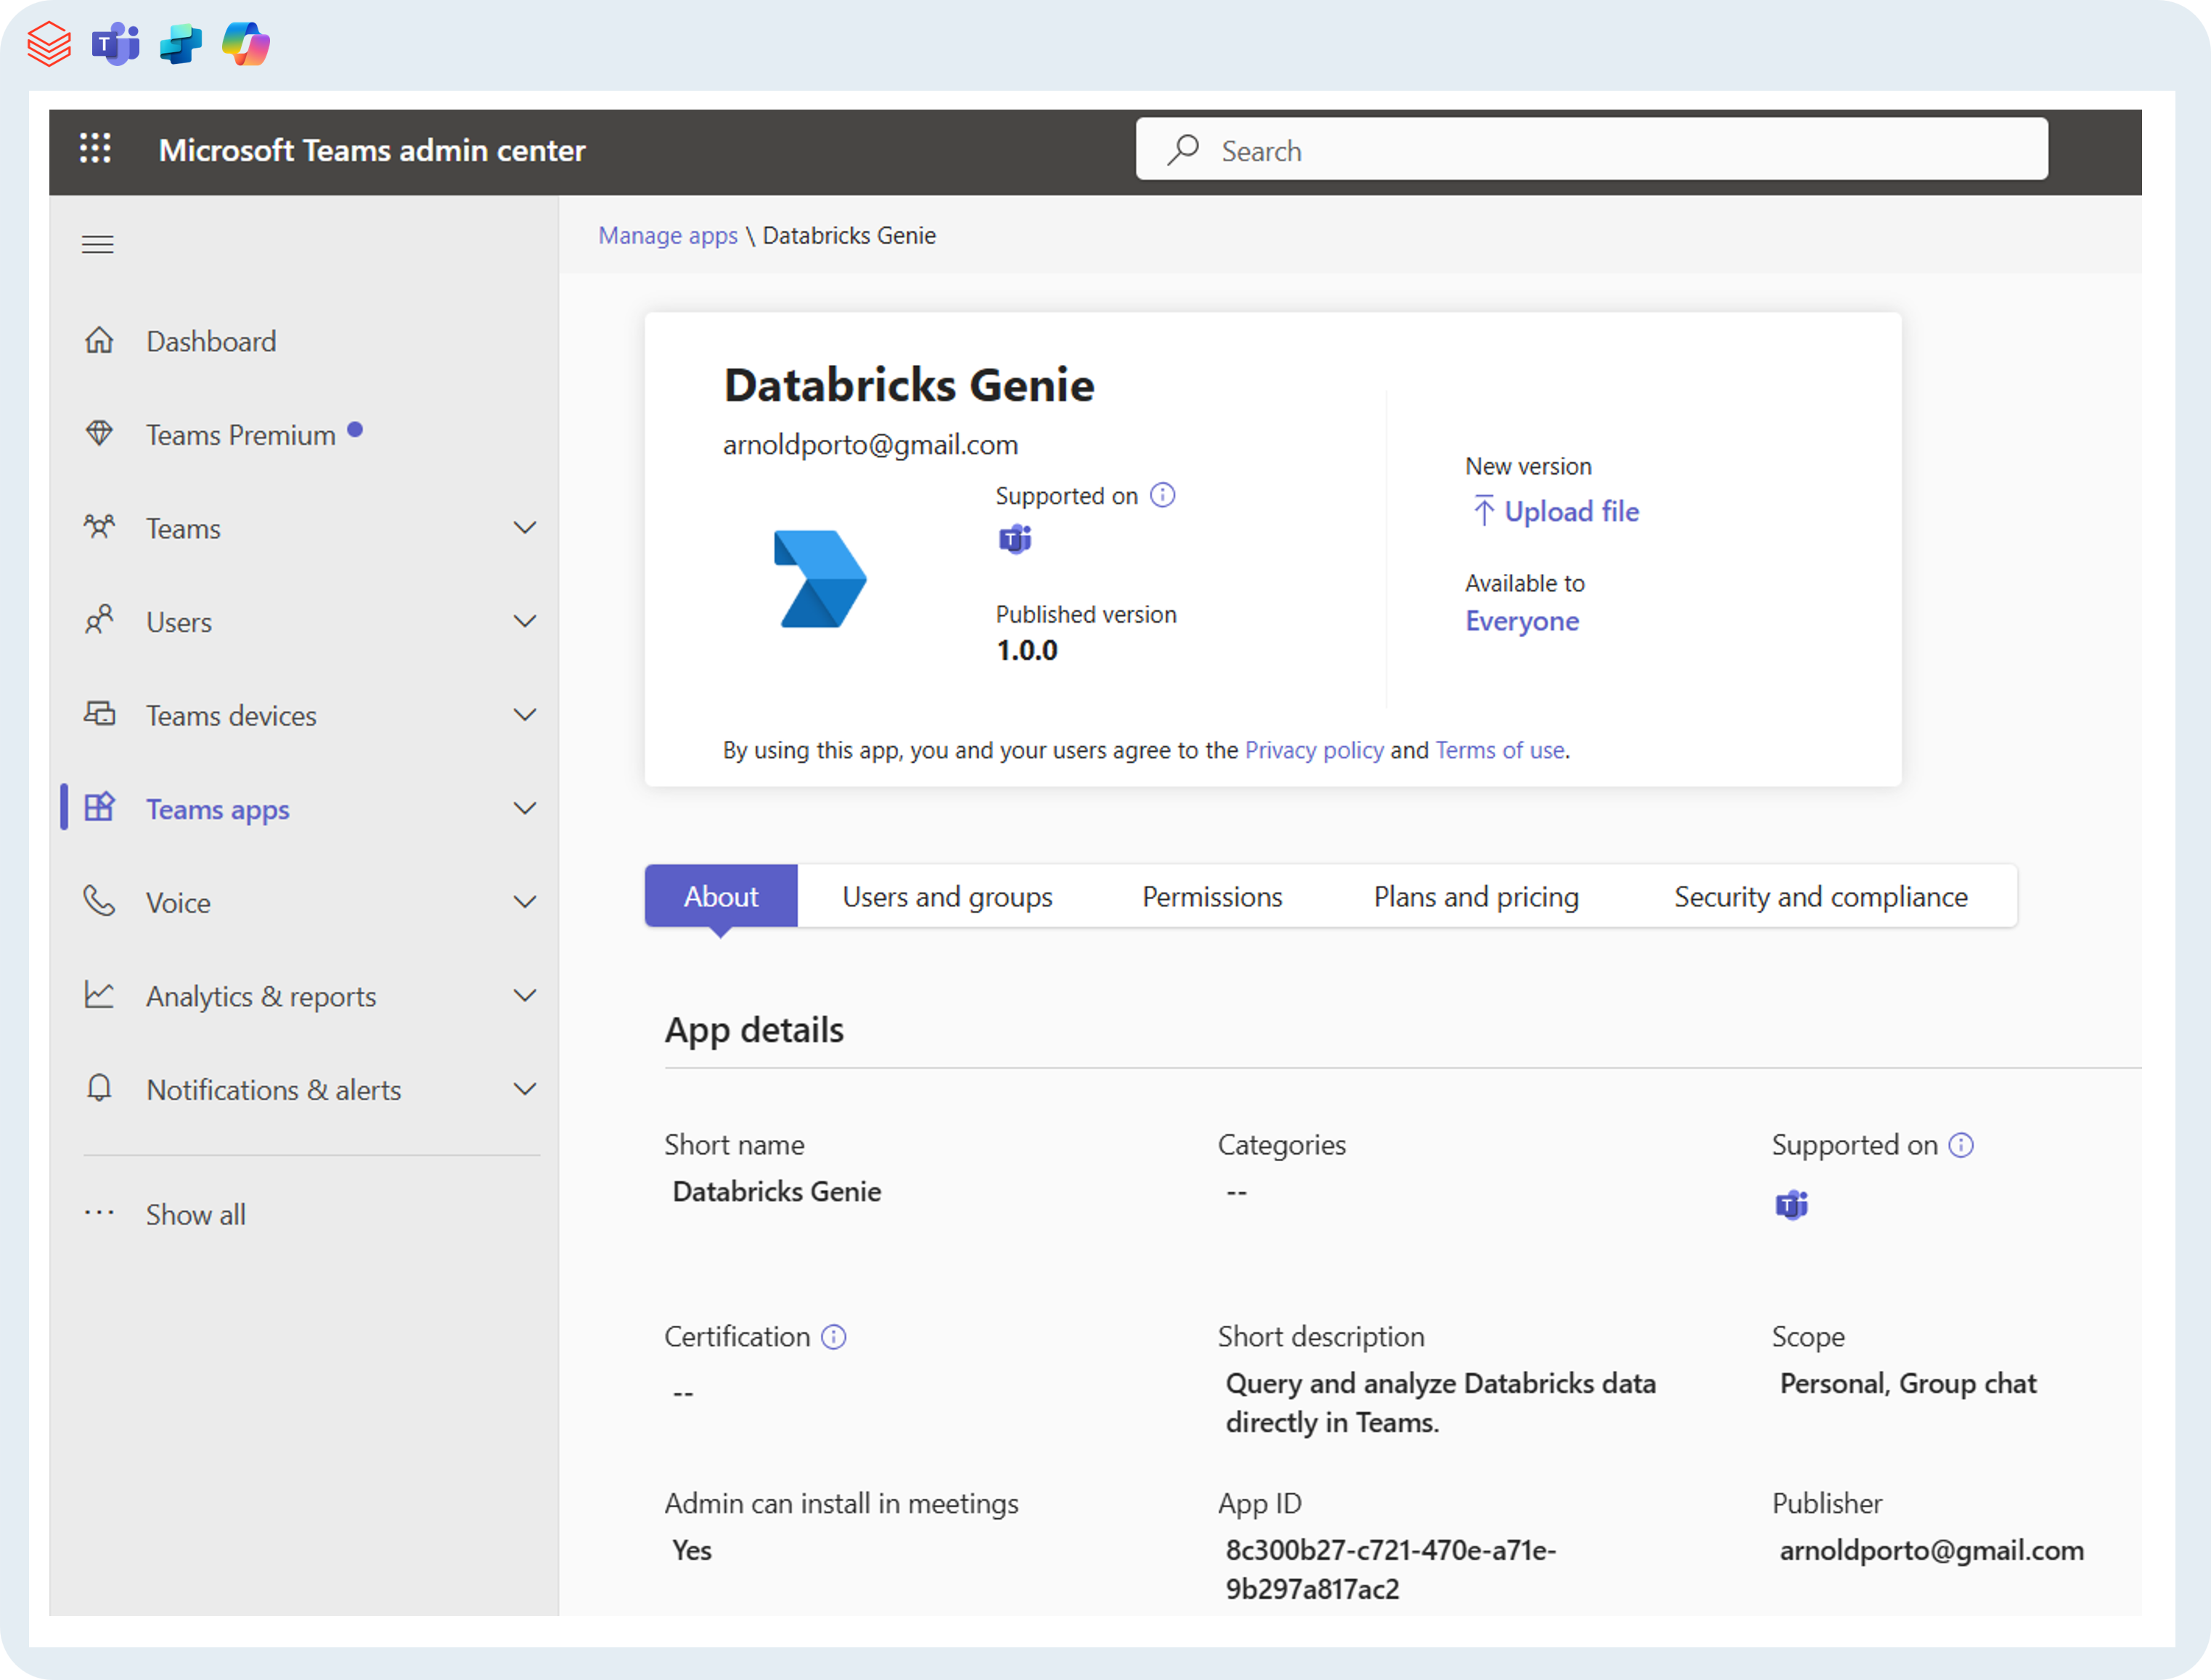 Microsoft Teams admin center
Search
Manage apps \ Databricks Genie
Dashboard
Teams Premium
Teams
Users
Teams devices
Teams apps
Voice
Analytics & reports
Notifications & alerts
Show all
Databricks Genie
arnoldporto@gmail.com
Supported on
Published version
1.0.0
New version
Upload file
Available to
Everyone
By using this app, you and your users agree to the Privacy policy and Terms of use.
About Users and groups Permissions Plans and pricing Security and compliance
App details
Short name
Databricks Genie
Categories
--
Supported on
Certification
--
Short description
Query and analyze Databricks data
directly in Teams.
Scope
Personal, Group chat
Admin can install in meetings
Yes
App ID
8c300b27-c721-470e-a71e-
9b297a817ac2
Publisher
arnoldporto@gmail.com